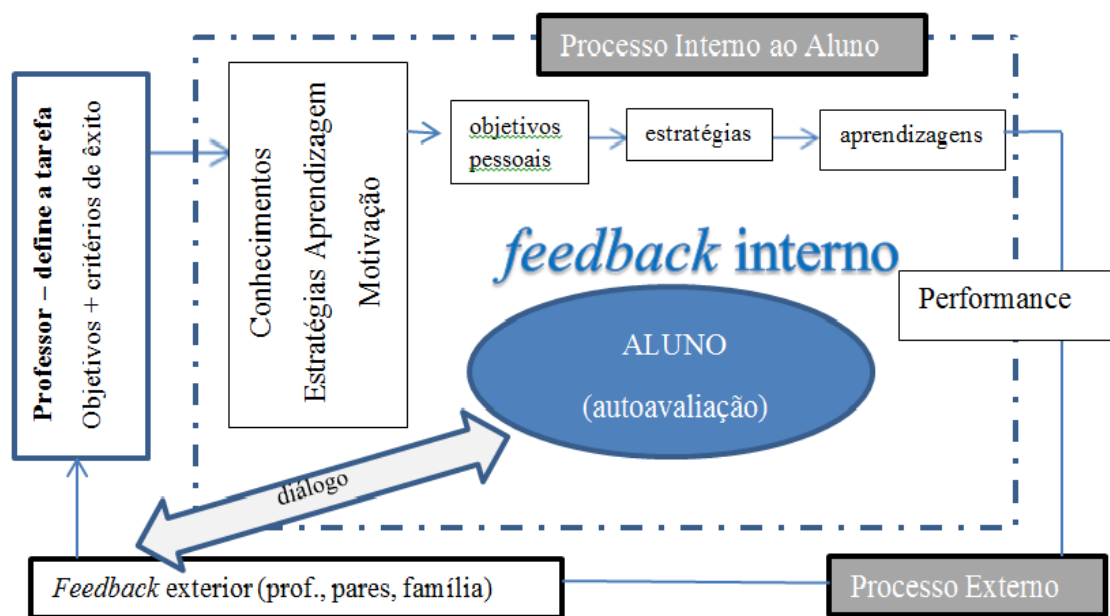 Processo Interno ao Aluno
Professor – define a tarefa
Objetivos + critérios de êxito
Conhecimentos
Estratégias Aprendizagem
Motivação
objetivos
pessoais
estratégias
aprendizagens
feedback interno
Performance
ALUNO
(autoavaliação)
diálogo
Feedback exterior (prof., pares, família)
Processo Externo